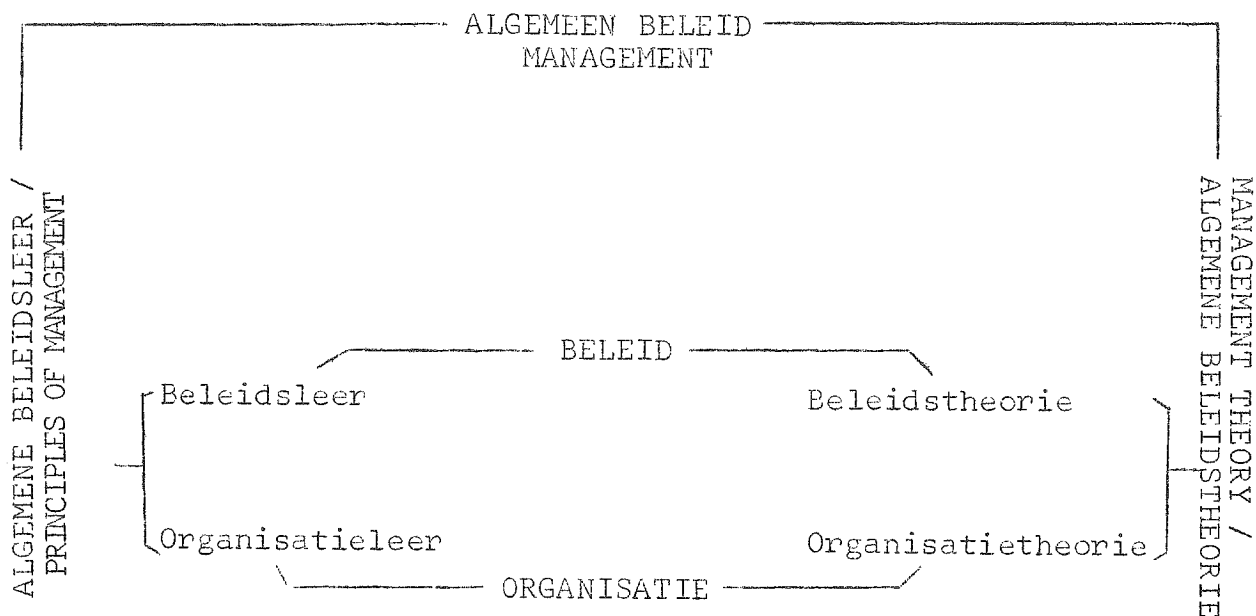 ALGEMEEN BELEID
MANAGEMENT
ALGEMENE BELEIDSLEER /
PRINCIPLES OF MANAGEMENT
MANAGEMENT THEORY /
ALGEMENE BELEIDSTHEORIE
BELEID
Beleidsleer
Beleidstheorie
Organisatieleer
Organisatietheorie
ORGANISATIE